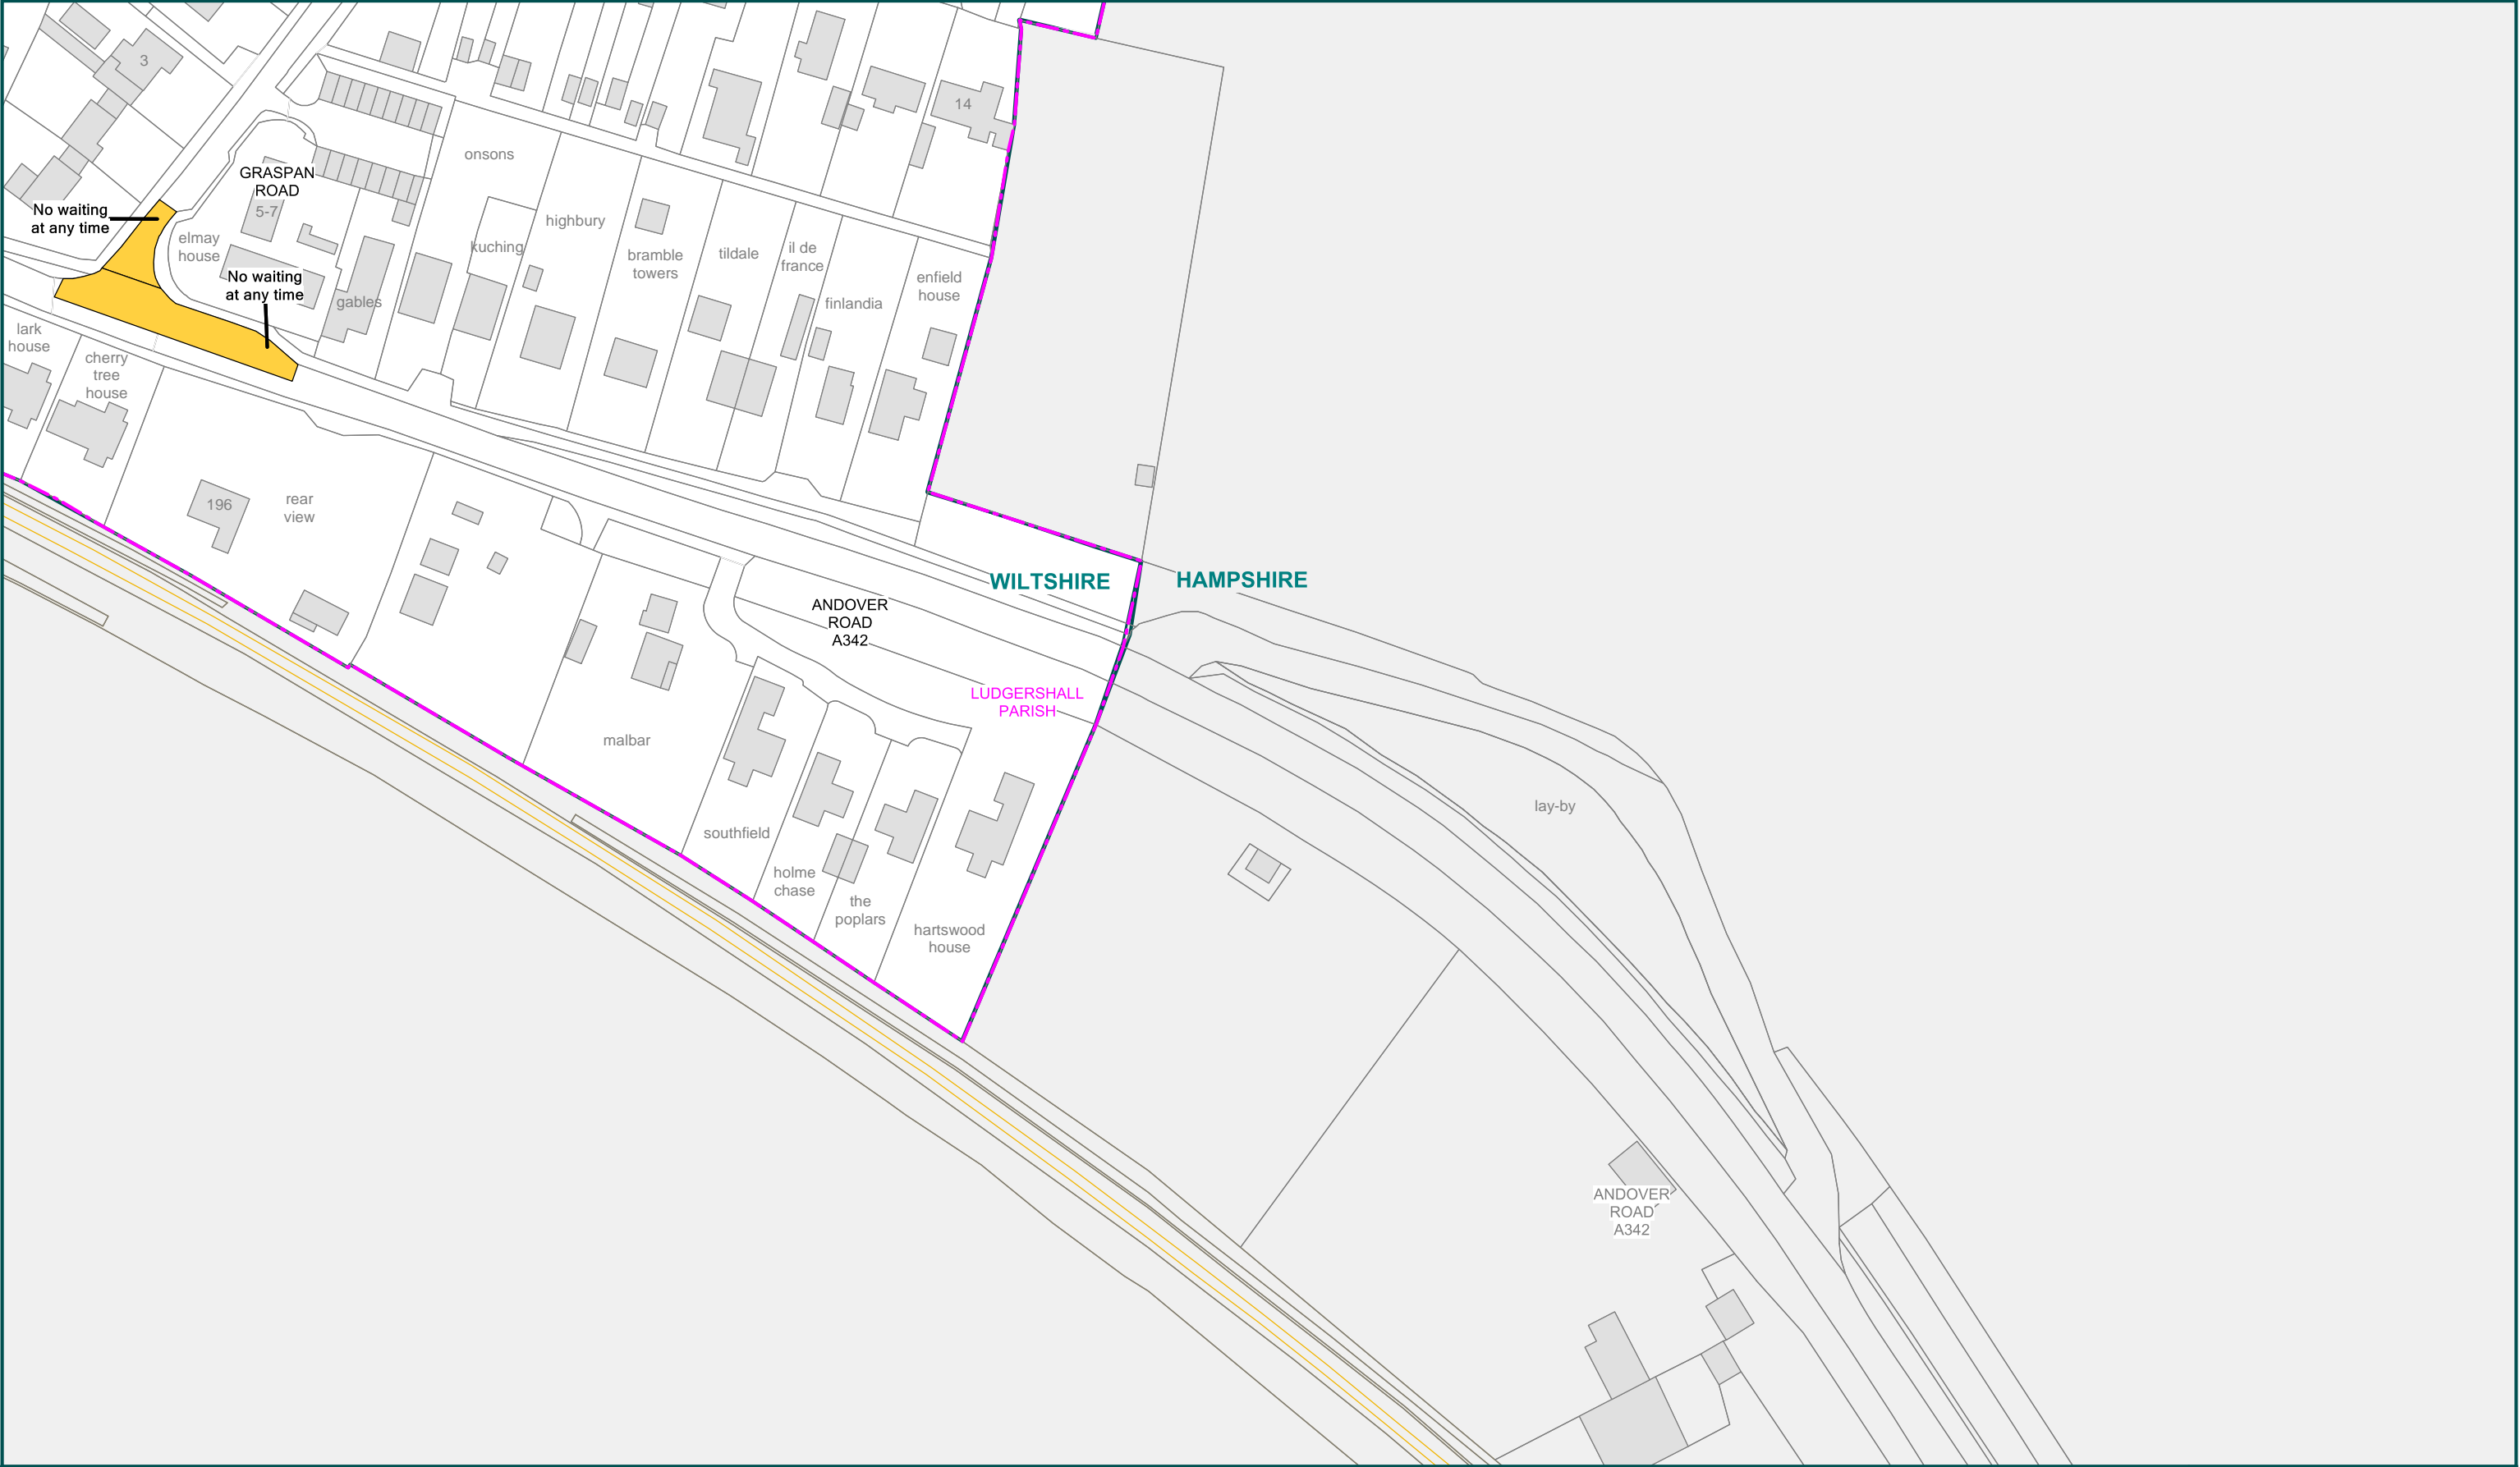 3
14
onsons
GRASPAN
ROAD
5-7
No waiting
at any time
elmay
house
No waiting
at any time
gables
kuching
highbury
bramble
towers
tildale
il de
france
finlandia
enfield
house
lark
house
cherry
tree
house
196
rear
view
WILTSHIRE
HAMPSHIRE
ANDOVER
ROAD
A342
LUDGERSHALL
PARISH
malbar
southfield
holme
chase
the
poplars
hartswood
house
lay-by
ANDOVER
ROAD
A342